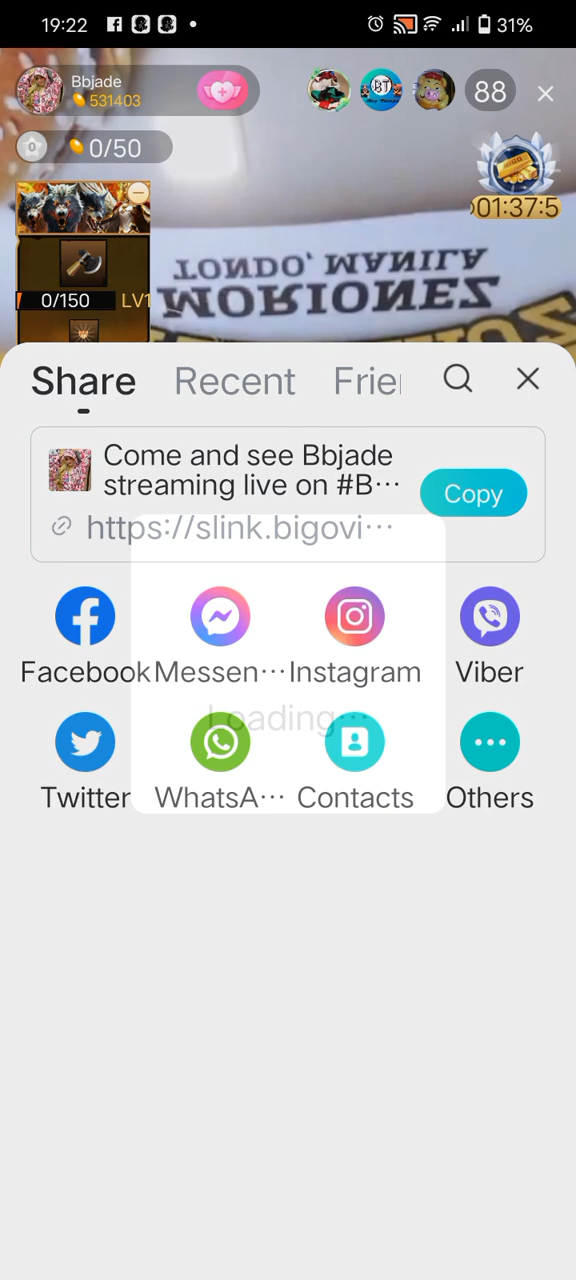 19:22
31%
Bbjade
531403
88
0/50
01:37:5
0/150 LV1
TONDO, MANILA
MORIONEZ
Share Recent Frie
Come and see Bbjade
streaming live on #B···
Copy
https://slink.bigovi···
Facebook Messen··· Instagram Viber
Loading···
Twitter WhatsA··· Contacts Others